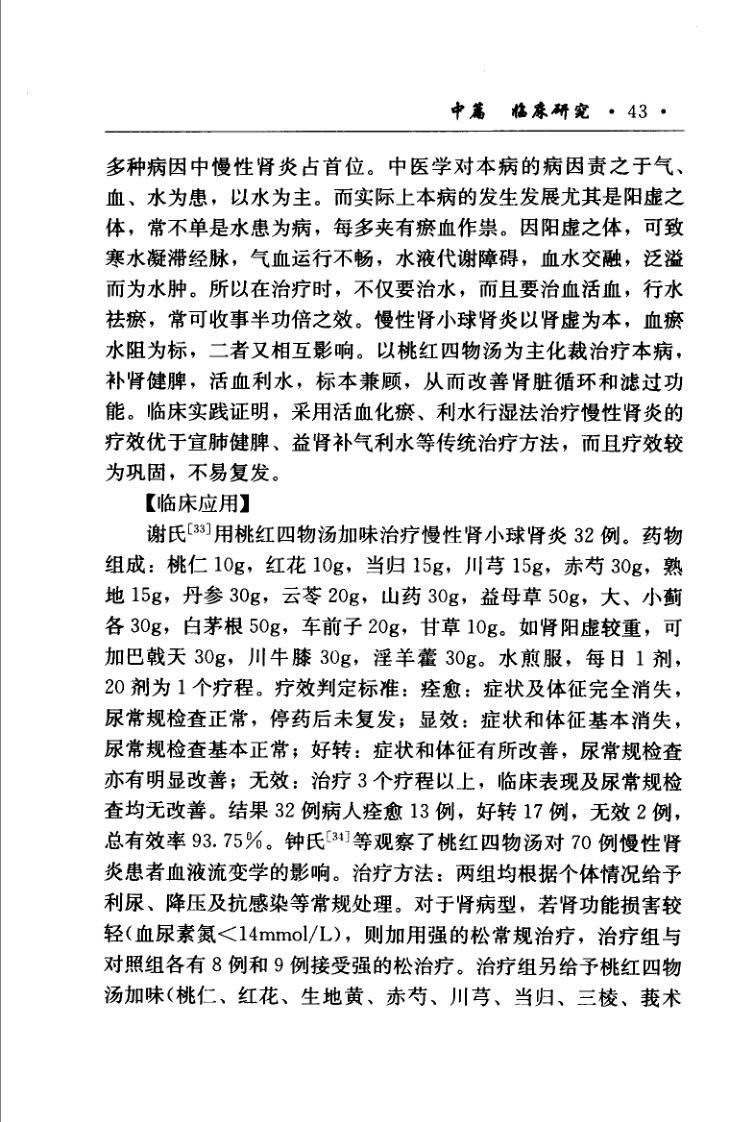 中篇 临床研究 ·43·
多种病因中慢性肾炎占首位。中医学对本病的病因责之于气、
血、水为患，以水为主。而实际上本病的发生发展尤其是阳虚之
体，常不单是水患为病，每多夹有瘀血作祟。因阳虚之体，可致
寒水凝滞经脉，气血运行不畅，水液代谢障碍，血水交融，泛溢
而为水肿。所以在治疗时，不仅要治水，而且要治血活血，行水
祛瘀，常可收事半功倍之效。慢性肾小球肾炎以肾虚为本，血瘀
水阻为标，二者又相互影响。以桃红四物汤为主化裁治疗本病，
补肾健脾，活血利水，标本兼顾，从而改善肾脏循环和滤过功
能。临床实践证明，采用活血化瘀、利水行湿法治疗慢性肾炎的
疗效优于宣肺健脾、益肾补气利水等传统治疗方法，而且疗效较
为巩固，不易复发。
【临床应用】
谢氏[33]用桃红四物汤加味治疗慢性肾小球肾炎 32 例。药物
组成：桃仁 10g，红花 10g，当归 15g，川芎 15g，赤芍 30g，熟
地 15g，丹参 30g，云苓 20g，山药 30g，益母草 50g，大、小蓟
各 30g，白茅根 50g，车前子 20g，甘草 10g。如肾阳虚较重，可
加巴戟天 30g，川牛膝 30g，淫羊藿 30g。水煎服，每日 1 剂，
20 剂为 1 个疗程。疗效判定标准：痊愈：症状及体征完全消失，
尿常规检查正常，停药后未复发；显效：症状和体征基本消失，
尿常规检查基本正常；好转：症状和体征有所改善，尿常规检查
亦有明显改善；无效：治疗 3 个疗程以上，临床表现及尿常规检
查均无改善。结果 32 例病人痊愈 13 例，好转 17 例，无效 2 例，
总有效率 93.75%。钟氏[34]等观察了桃红四物汤对 70 例慢性肾
炎患者血液流变学的影响。治疗方法：两组均根据个体情况给予
利尿、降压及抗感染等常规处理。对于肾病型，若肾功能损害较
轻（血尿素氮＜14mmol/L），则加用强的松常规治疗，治疗组与
对照组各有 8 例和 9 例接受强的松治疗。治疗组另给予桃红四物
汤加味（桃仁、红花、生地黄、赤芍、川芎、当归、三棱、莪术